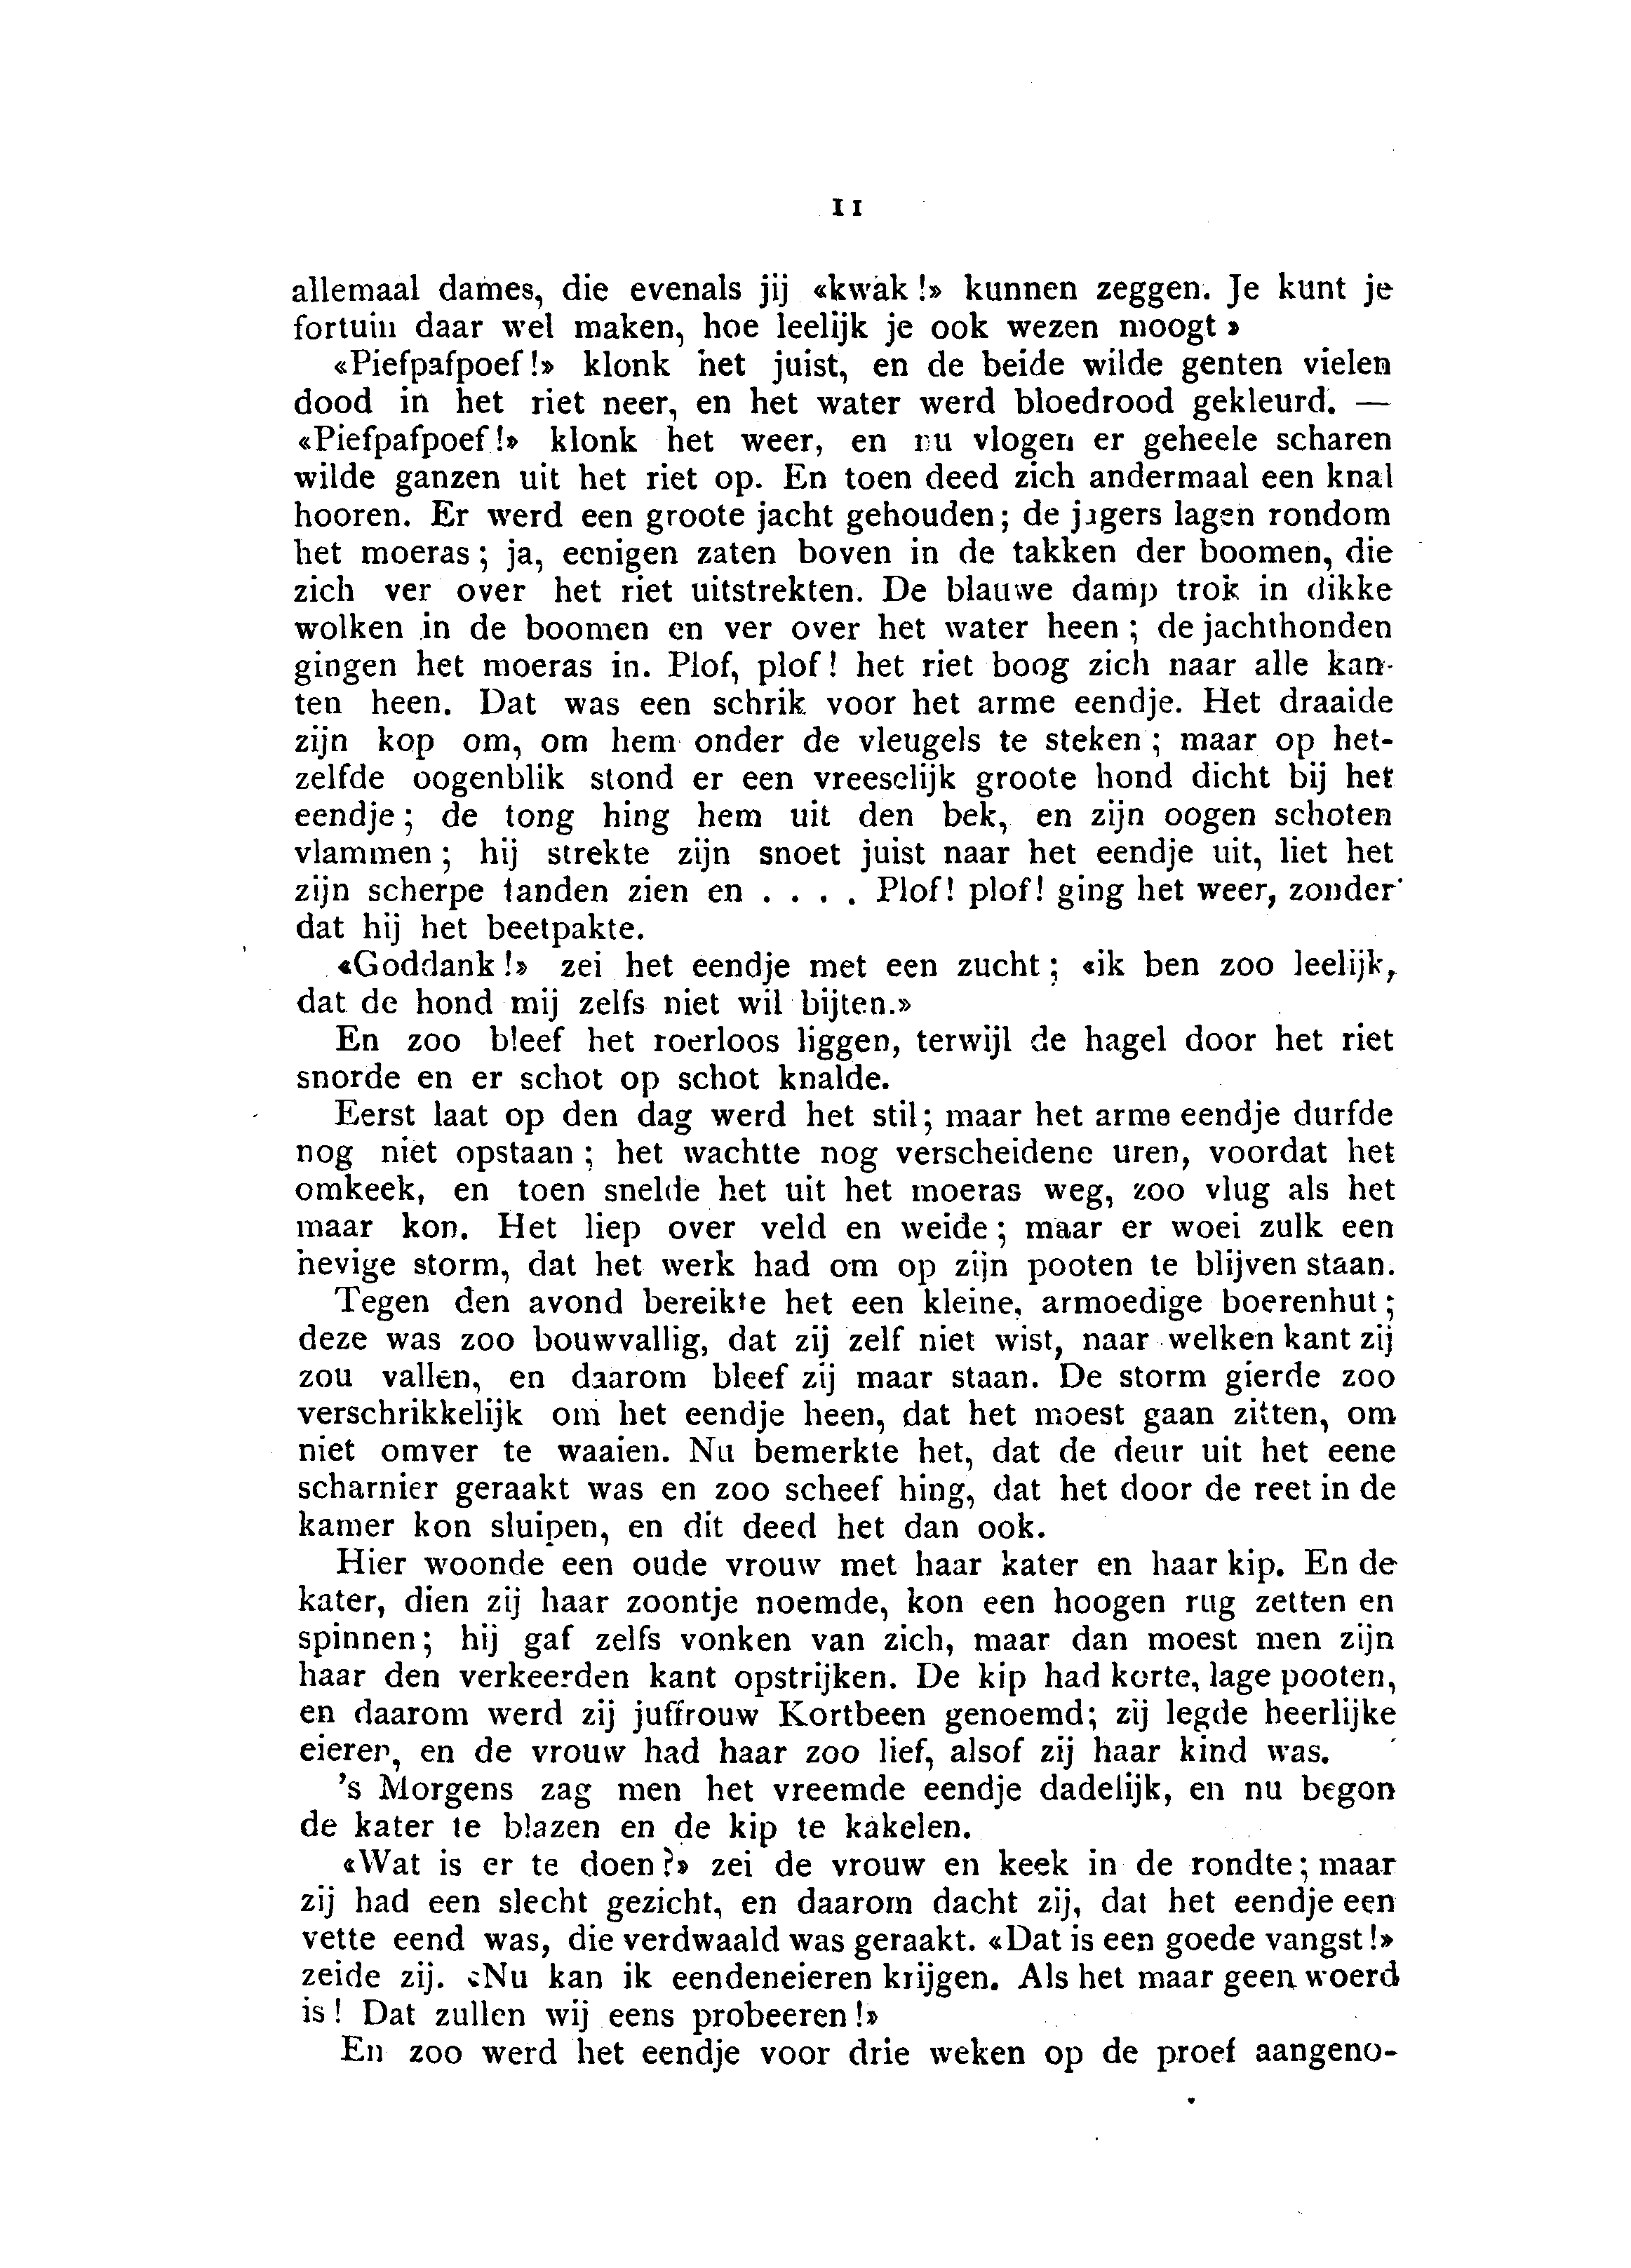 11
allemaal dames, die evenals jij «kwak!» kunnen zeggen. Je kunt je
fortuin daar wel maken, hoe leelijk je ook wezen moogt »
«Piefpafpoef!» klonk het juist, en de beide wilde genten vielen
dood in het riet neer, en het water werd bloedrood gekleurd. —
«Piefpafpoef!» klonk het weer, en nu vlogen er geheele scharen
wilde ganzen uit het riet op. En toen deed zich andermaal een knal
hooren. Er werd een groote jacht gehouden; de jagers lagen rondom
het moeras; ja, eenigen zaten boven in de takken der boomen, die
zich ver over het riet uitstrekten. De blauwe damp trok in dikke
wolken in de boomen en ver over het water heen; de jachthonden
gingen het moeras in. Plof, plof! het riet boog zich naar alle kan-
ten heen. Dat was een schrik voor het arme eendje. Het draaide
zijn kop om, om hem onder de vleugels te steken; maar op het-
zelfde oogenblik stond er een vreeselijk groote hond dicht bij het
eendje; de tong hing hem uit den bek, en zijn oogen schoten
vlammen; hij strekte zijn snoet juist naar het eendje uit, liet het
zijn scherpe tanden zien en . . . . Plof! plof! ging het weer, zonder
dat hij het beetpakte.
«Goddank!» zei het eendje met een zucht; «ik ben zoo leelijk,
dat de hond mij zelfs niet wil bijten.»
En zoo bleef het roerloos liggen, terwijl de hagel door het riet
snorde en er schot op schot knalde.
Eerst laat op den dag werd het stil; maar het arme eendje durfde
nog niet opstaan; het wachtte nog verscheidene uren, voordat het
omkeek, en toen snelde het uit het moeras weg, zoo vlug als het
maar kon. Het liep over veld en weide; maar er woei zulk een
hevige storm, dat het werk had om op zijn pooten te blijven staan.
Tegen den avond bereikte het een kleine, armoedige boerenhut;
deze was zoo bouwvallig, dat zij zelf niet wist, naar welken kant zij
zou vallen, en daarom bleef zij maar staan. De storm gierde zoo
verschrikkelijk om het eendje heen, dat het moest gaan zitten, om
niet omver te waaien. Nu bemerkte het, dat de deur uit het eene
scharnier geraakt was en zoo scheef hing, dat het door de reet in de
kamer kon sluipen, en dit deed het dan ook.
Hier woonde een oude vrouw met haar kater en haar kip. En de
kater, dien zij haar zoontje noemde, kon een hoogen rug zetten en
spinnen; hij gaf zelfs vonken van zich, maar dan moest men zijn
haar den verkeerden kant opstrijken. De kip had korte, lage pooten,
en daarom werd zij juffrouw Kortbeen genoemd; zij legde heerlijke
eieren, en de vrouw had haar zoo lief, alsof zij haar kind was.
's Morgens zag men het vreemde eendje dadelijk, en nu begon
de kater te blazen en de kip te kakelen.
«Wat is er te doen?» zei de vrouw en keek in de rondte; maar
zij had een slecht gezicht, en daarom dacht zij, dat het eendje een
vette eend was, die verdwaald was geraakt. «Dat is een goede vangst!»
zeide zij. «Nu kan ik eendeneieren krijgen. Als het maar geen woerd
is! Dat zullen wij eens probeeren!»
En zoo werd het eendje voor drie weken op de proef aangeno-